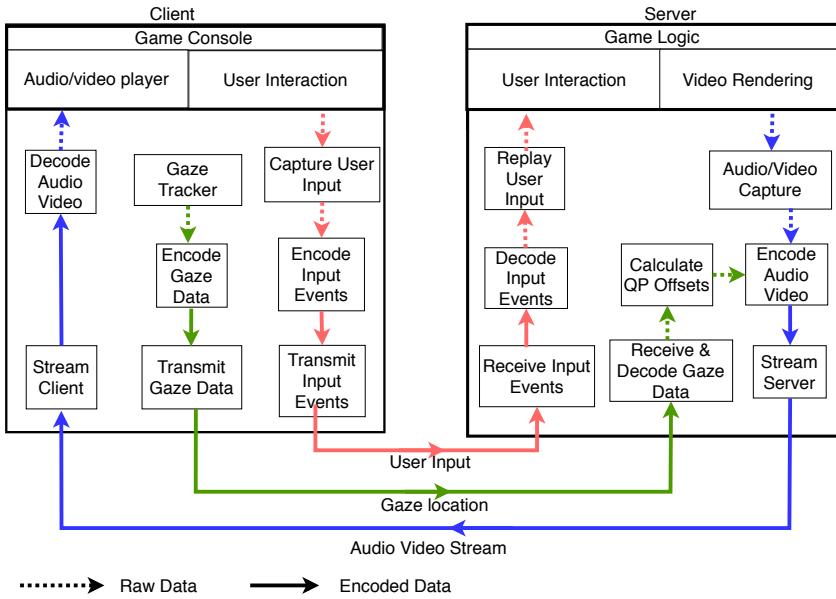 Client
Server
Game Console
Game Logic
Audio/video player
User Interaction
User Interaction
Video Rendering
Decode
Audio
Video
Gaze
Tracker
Capture User
Input
Replay
User
Input
Audio/Video
Capture
Encode
Gaze
Data
Encode
Input
Events
Decode
Input
Events
Calculate
QP Offsets
Encode
Audio
Video
Stream
Client
Transmit
Gaze Data
Transmit
Input
Events
Receive Input
Events
Receive &
Decode Gaze
Data
Stream
Server
User Input
Gaze location
Audio Video Stream
Raw Data
Encoded Data